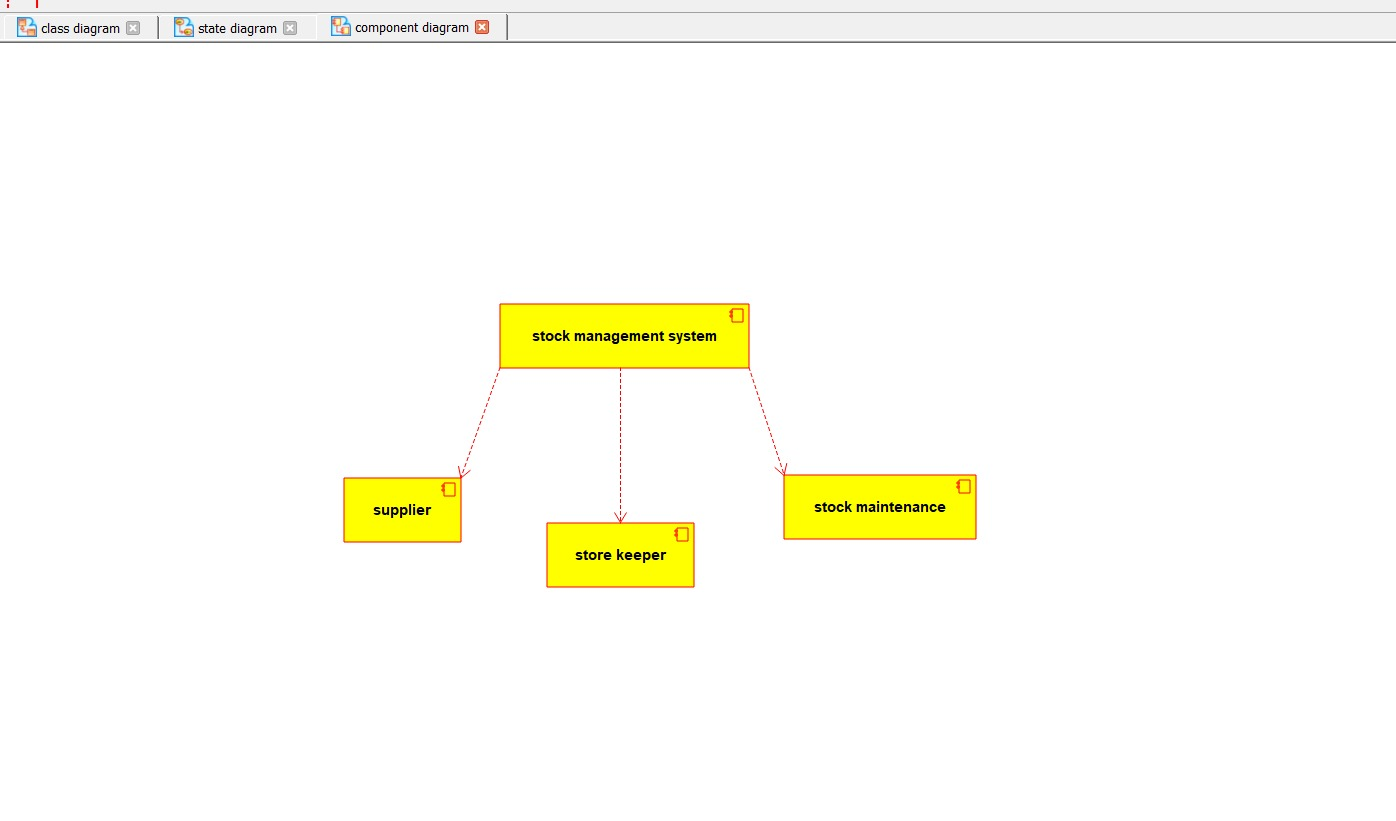 class diagram
state diagram
component diagram
stock management system
supplier
store keeper
stock maintenance